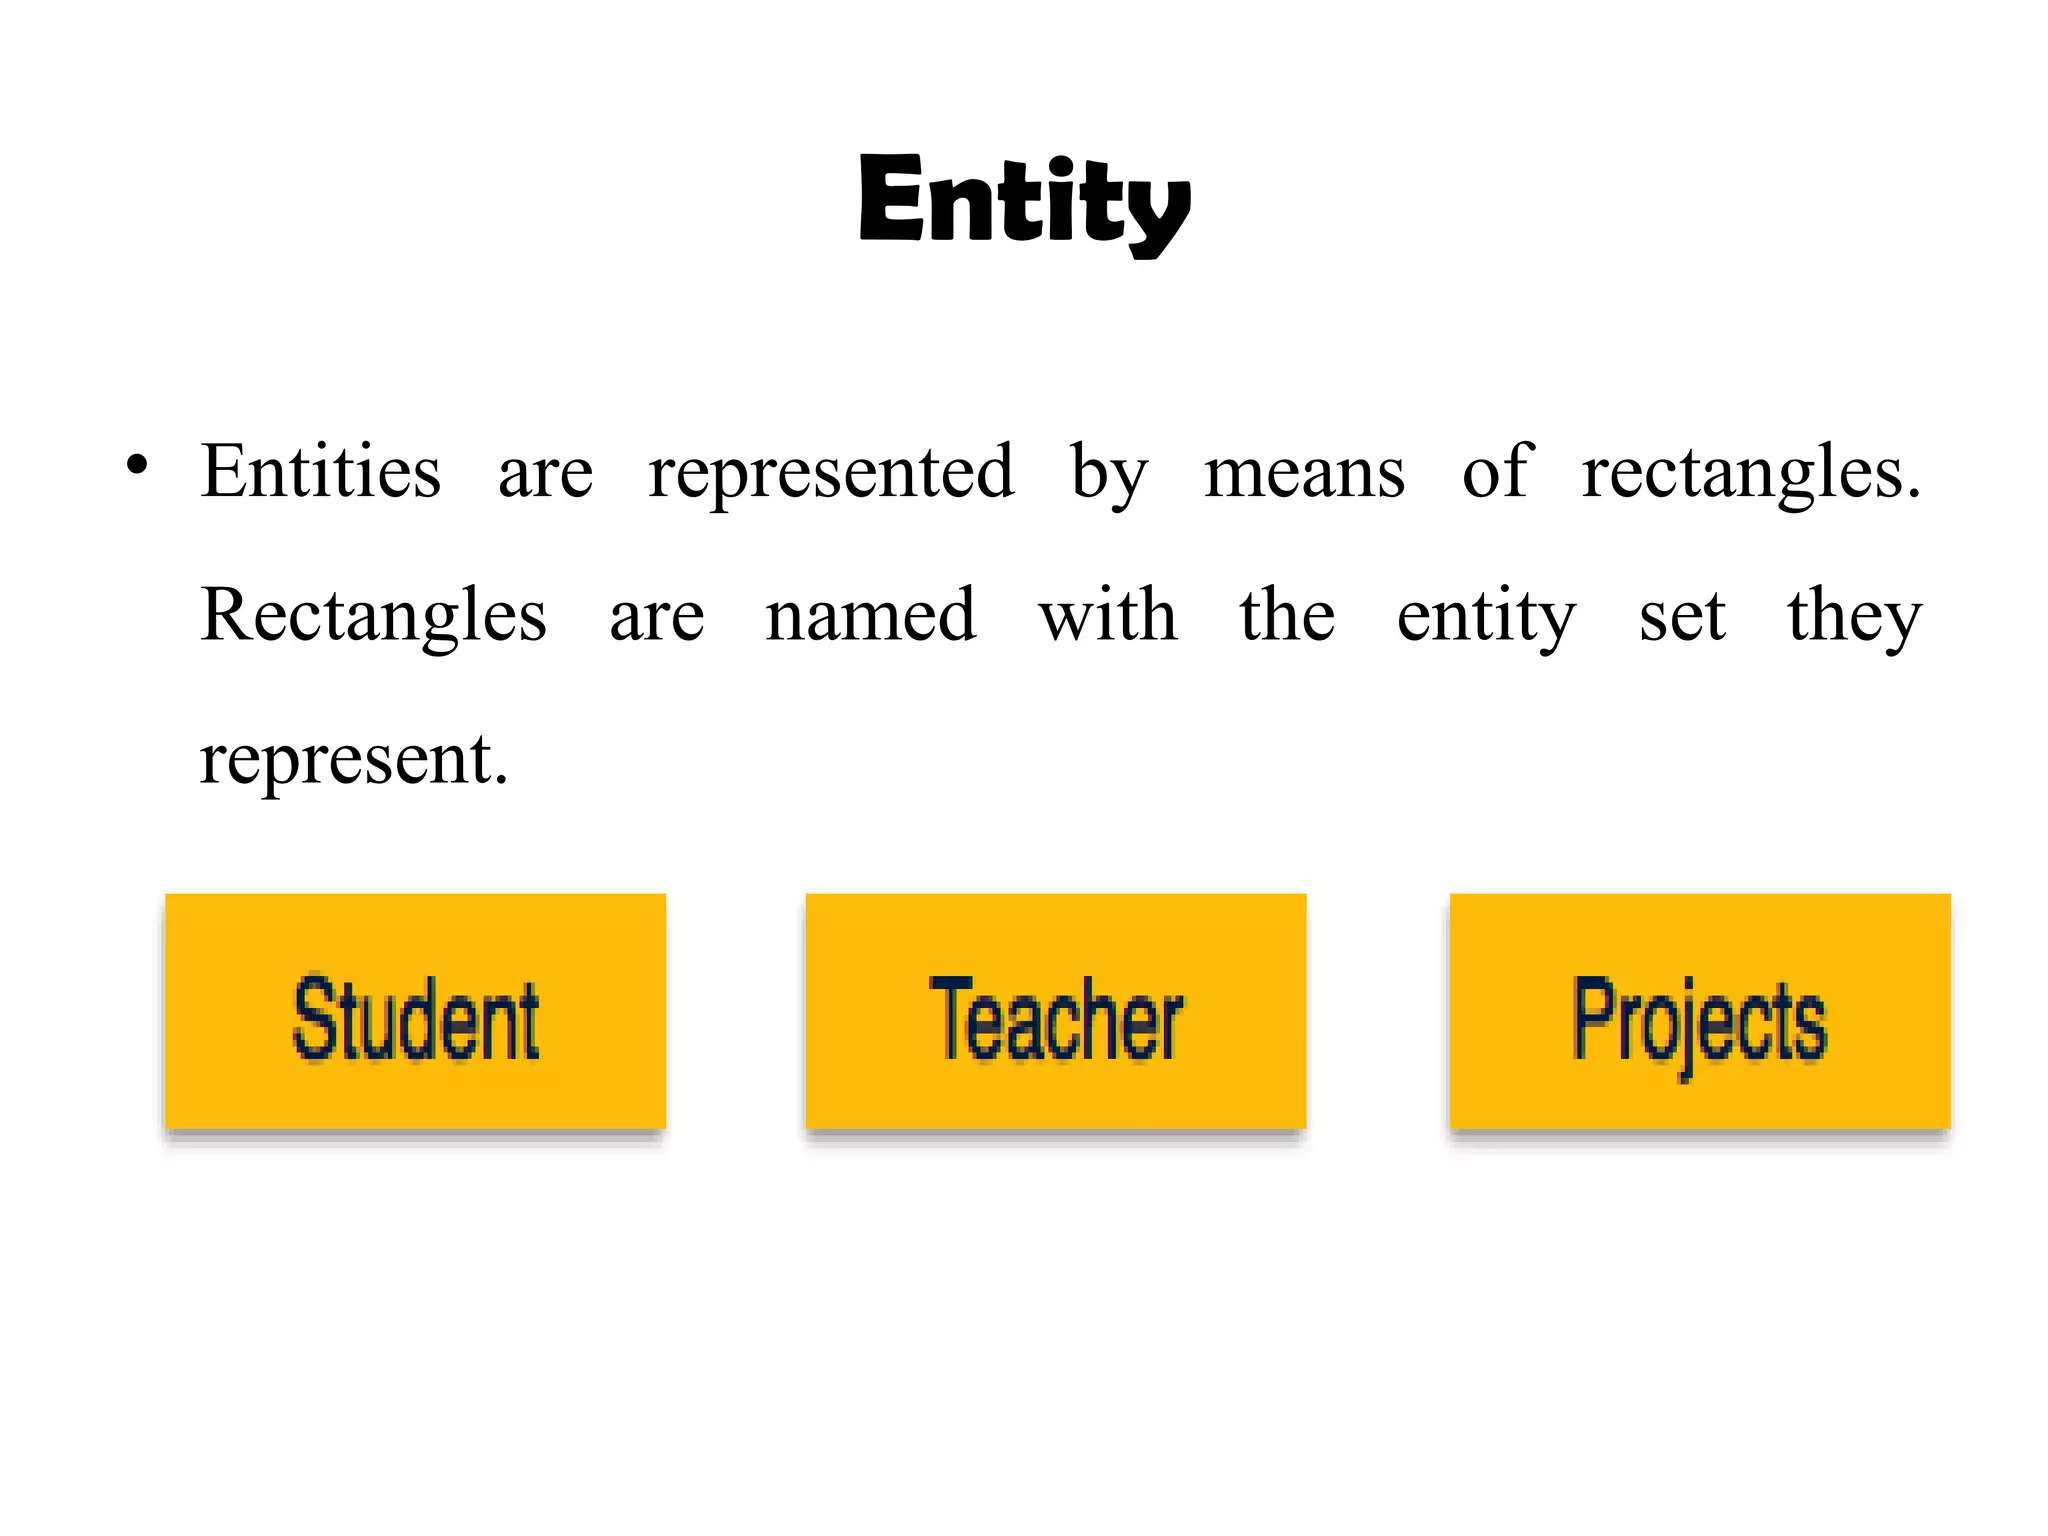 Entity
• Entities are represented by means of rectangles.
Rectangles are named with the entity set they
represent.
Student Teacher Projects